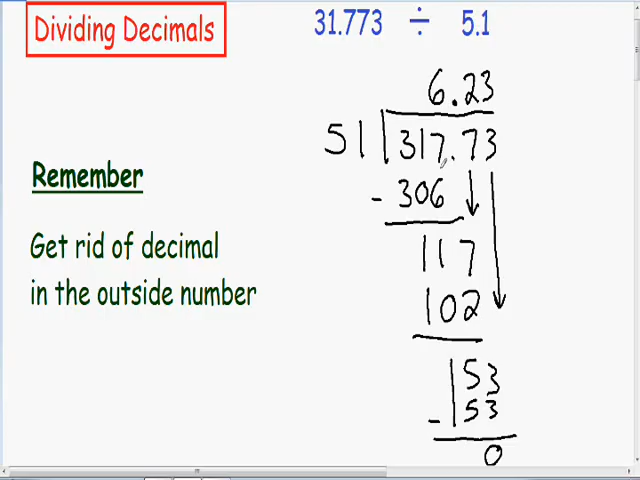 Dividing Decimals
31.773 ÷ 5.1
6.23
51 317.73
- 306
117
102
153
- 153
0
Remember
Get rid of decimal
in the outside number